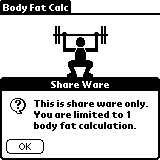 Body Fat Calc
Share Ware
This is share ware only.
You are limited to 1
body fat calculation.
OK